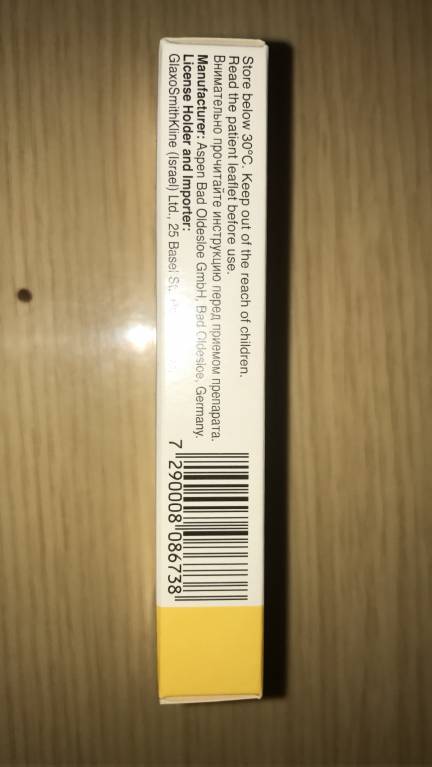 Store below 30°C. Keep out of the reach of children.
Read the patient leaflet before use.
Внимательно прочитайте инструкцию перед приемом препарата.
Manufacturer: Aspen Bad Oldesloe GmbH, Bad Oldesloe, Germany.
License Holder and Importer:
GlaxoSmithKline (Israel) Ltd., 25 Basel St.
7 290008 086738